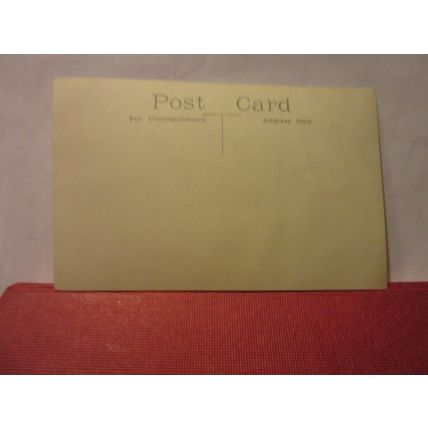 Post Card
For Correspondence Address Only